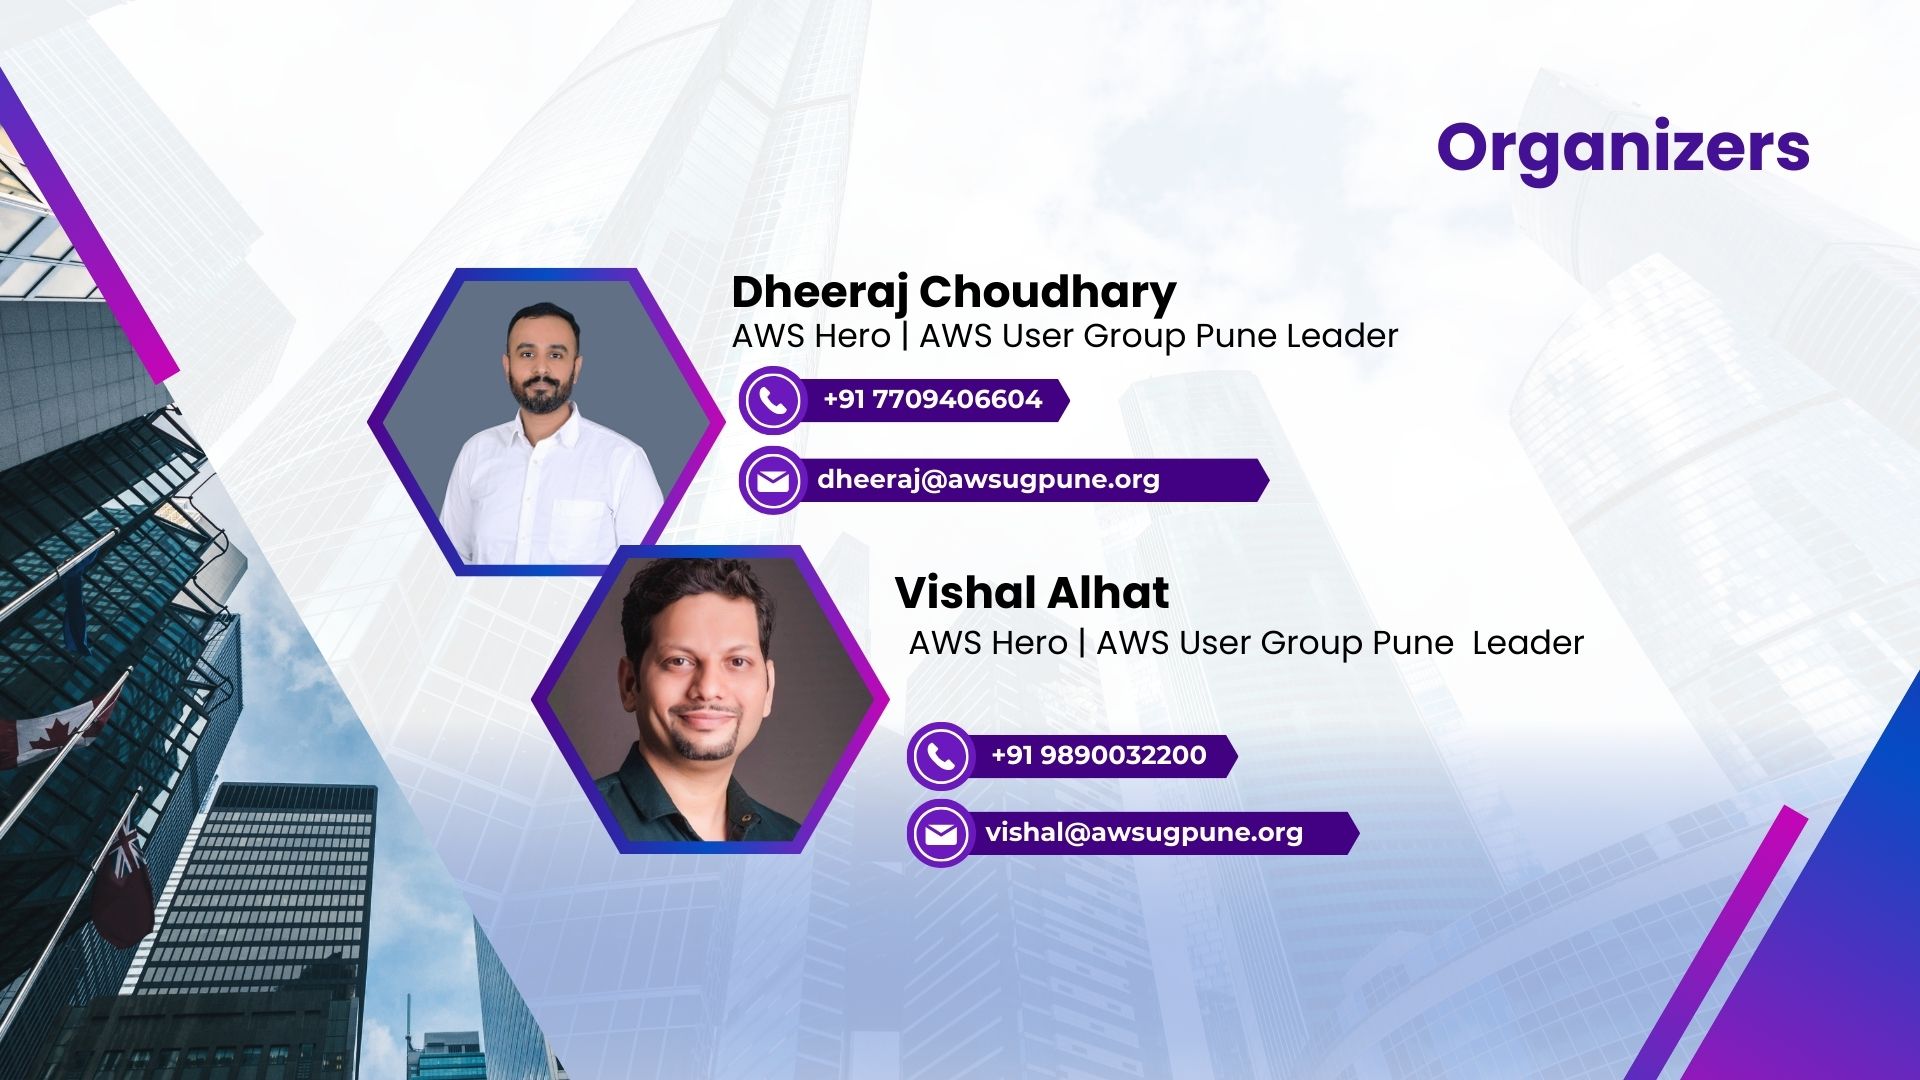 Organizers
Dheeraj Choudhary
AWS Hero | AWS User Group Pune Leader
+91 7709406604
dheeraj@awsugpune.org
Vishal Alhat
AWS Hero | AWS User Group Pune  Leader
+91 9890032200
vishal@awsugpune.org